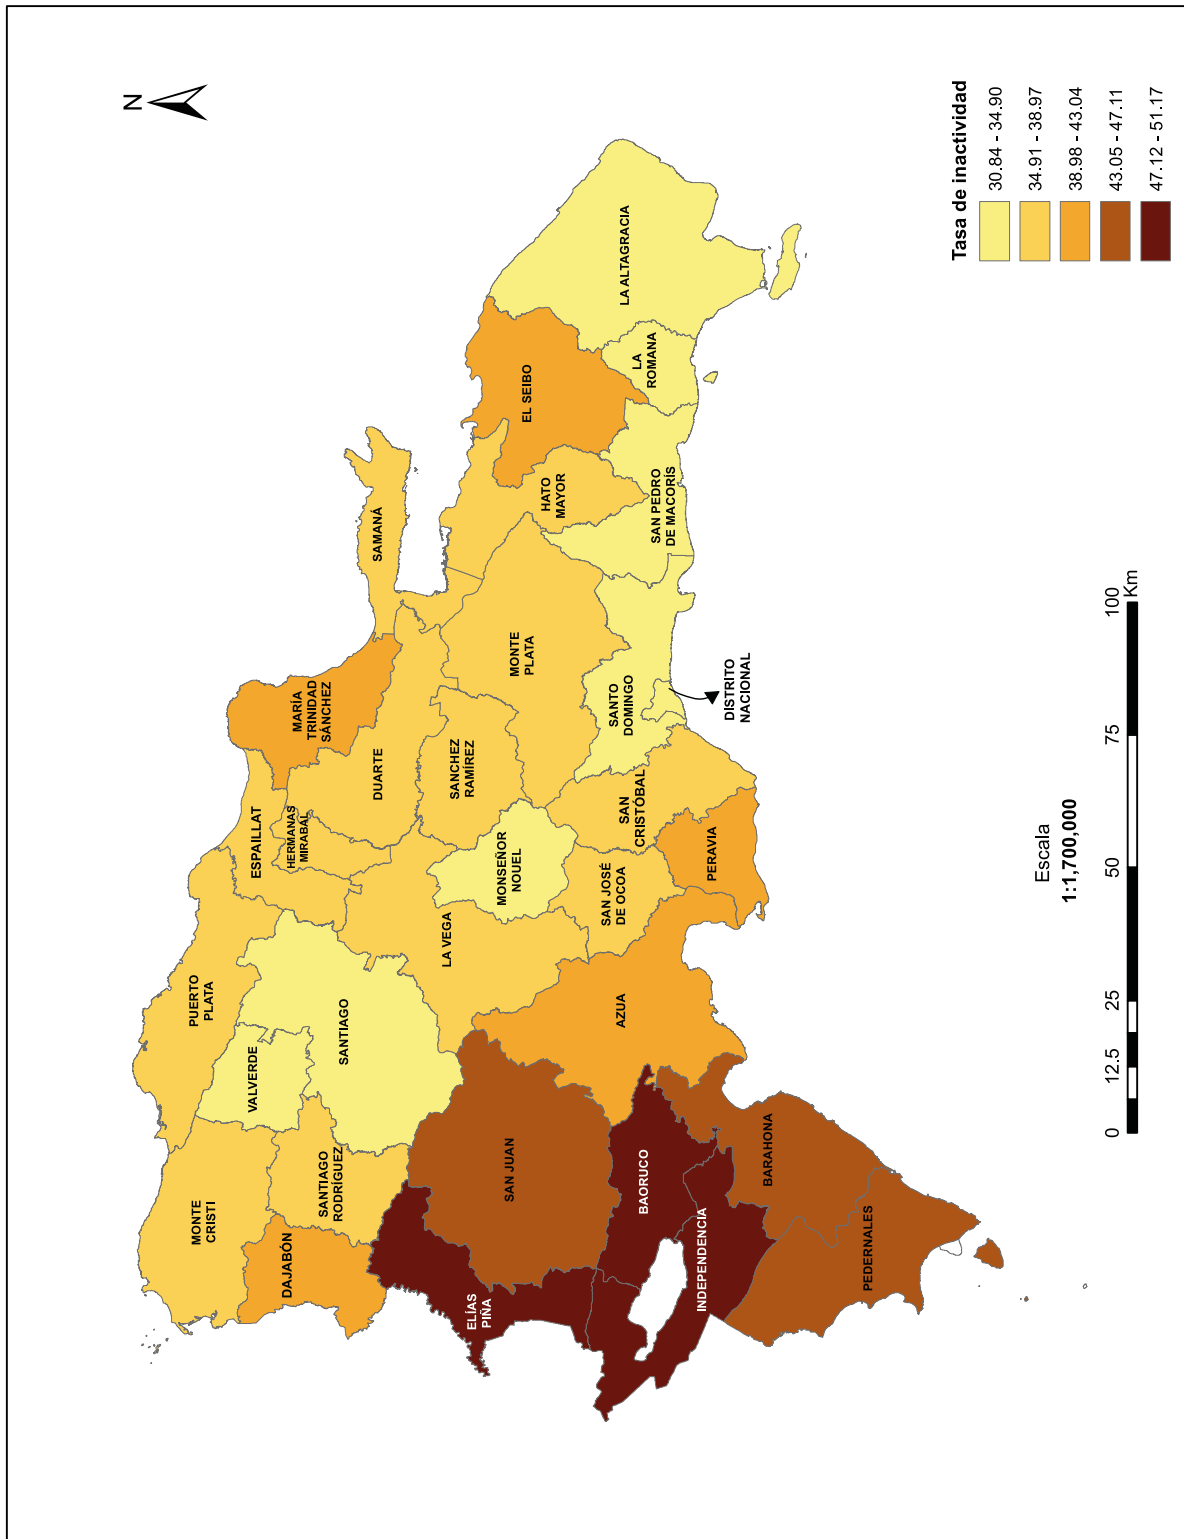 N
PUERTO
PLATA
ESPAILLAT
MARÍA
TRINIDAD
SÁNCHEZ
MONTE
CRISTI
VALVERDE
HERMANAS
MIRABAL
DAJABÓN
SANTIAGO
RODRÍGUEZ
SANTIAGO
DUARTE
SAMANÁ
LA VEGA
SANCHEZ
RAMÍREZ
ELÍAS
PIÑA
SAN JUAN
MONSEÑOR
NOUEL
MONTE
PLATA
HATO
MAYOR
EL SEIBO
LA ALTAGRACIA
AZUA
SAN JOSÉ
DE OCOA
SAN
CRISTÓBAL
SANTO
DOMINGO
SAN PEDRO
DE MACORÍS
LA
ROMANA
BAORUCO
INDEPENDENCIA
PERAVIA
DISTRITO
NACIONAL
BARAHONA
PEDERNALES
Escala
1:1,700,000
0 12.5 25 50 75 100
Km
Tasa de inactividad
30.84 - 34.90
34.91 - 38.97
38.98 - 43.04
43.05 - 47.11
47.12 - 51.17